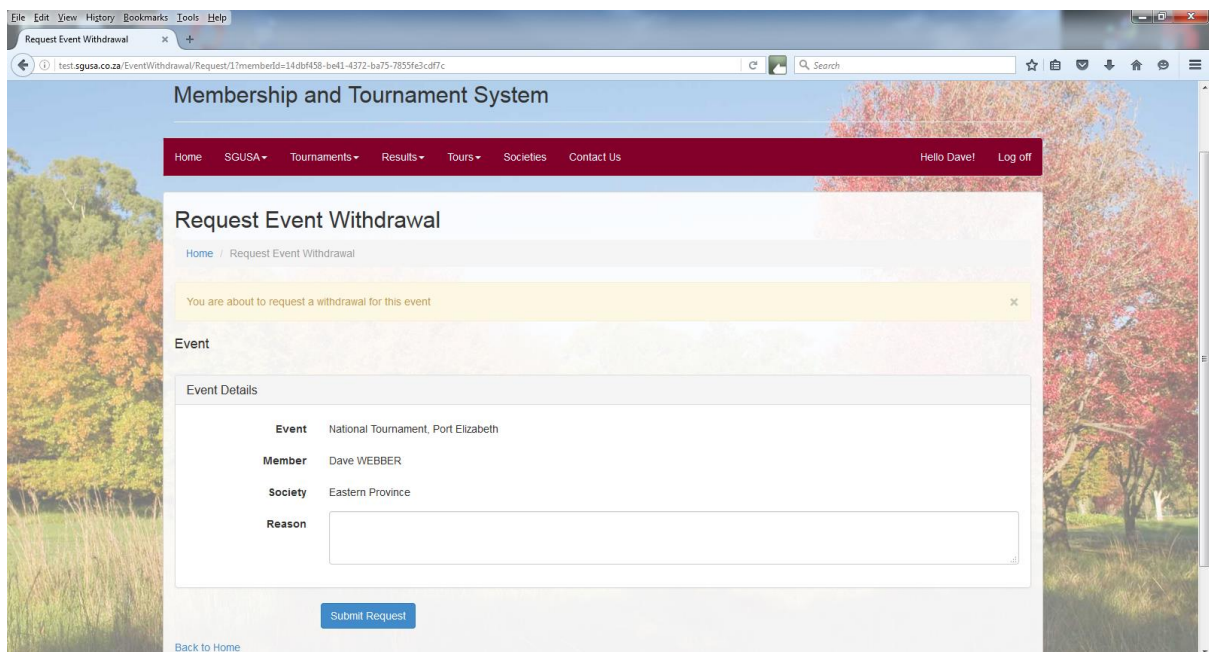 File Edit View History Bookmarks Tools Help
Request Event Withdrawal × +
test.sgusa.co.za/EventWithdrawal/Request/1?memberId=14dbf458-be41-4372-ba75-7855fe3cdf7c Search
Membership and Tournament System
Home SGUSA Tournaments Results Tours Societies Contact Us Hello Dave! Log off
Request Event Withdrawal
Home / Request Event Withdrawal
You are about to request a withdrawal for this event ×
Event
Event Details
Event National Tournament, Port Elizabeth
Member Dave WEBBER
Society Eastern Province
Reason
Submit Request
Back to Home